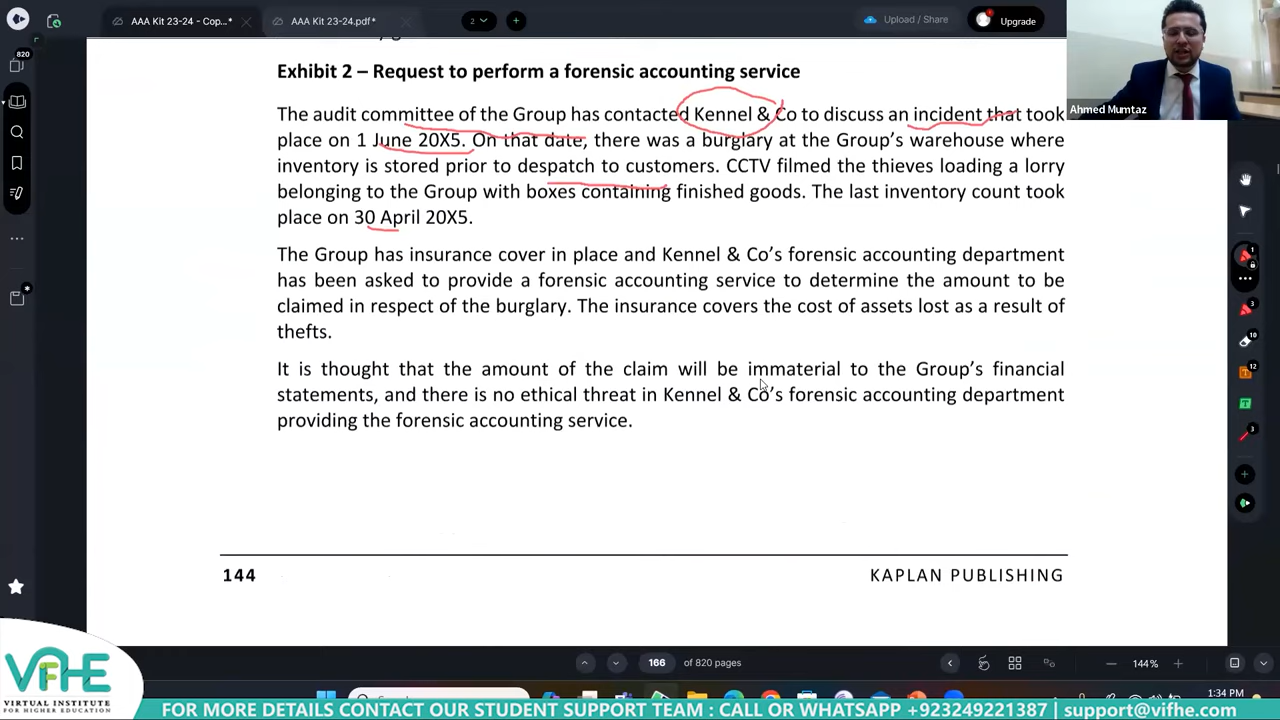 AAA Kit 23-24 - Cop...*
AAA Kit 23-24.pdf*
2
Upload / Share
Upgrade
820
Exhibit 2 – Request to perform a forensic accounting service
The audit committee of the Group has contacted Kennel & Co to discuss an incident that took
place on 1 June 20X5. On that date, there was a burglary at the Group’s warehouse where
inventory is stored prior to despatch to customers. CCTV filmed the thieves loading a lorry
belonging to the Group with boxes containing finished goods. The last inventory count took
place on 30 April 20X5.
The Group has insurance cover in place and Kennel & Co’s forensic accounting department
has been asked to provide a forensic accounting service to determine the amount to be
claimed in respect of the burglary. The insurance covers the cost of assets lost as a result of
thefts.
It is thought that the amount of the claim will be immaterial to the Group’s financial
statements, and there is no ethical threat in Kennel & Co’s forensic accounting department
providing the forensic accounting service.
144
KAPLAN PUBLISHING
Ahmed Mumtaz
1
3
10
12
3
166 of 820 pages
144%
1:34 PM
VIFHE
VIRTUAL INSTITUTE
FOR HIGHER EDUCATION
FOR MORE DETAILS CONTACT OUR STUDENT SUPPORT TEAM : CALL OR WHATSAPP +923249221387 | support@vifhe.com